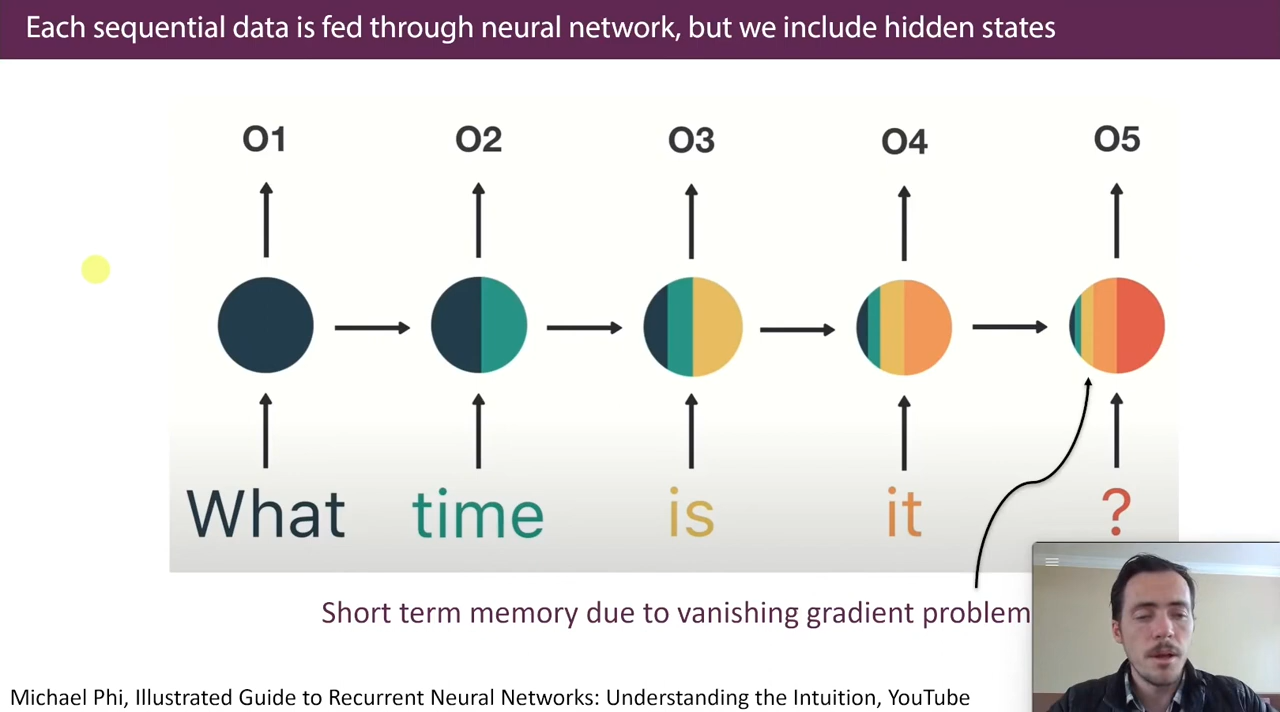 Each sequential data is fed through neural network, but we include hidden states
O1 O2 O3 O4 O5
What time is it ?
Short term memory due to vanishing gradient problem
Michael Phi, Illustrated Guide to Recurrent Neural Networks: Understanding the Intuition, YouTube